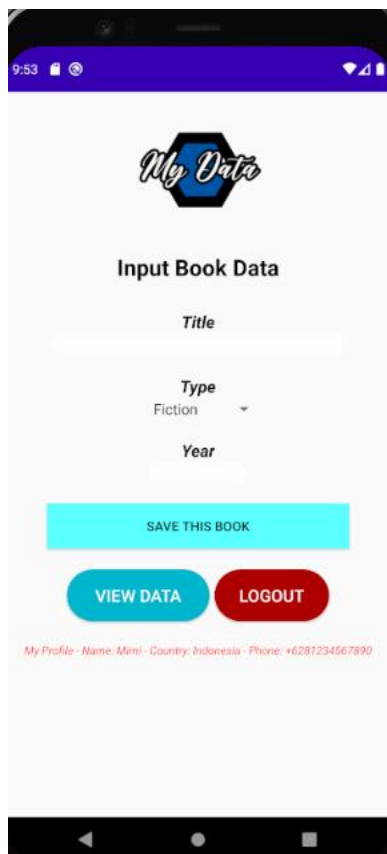 9:53
My Data
Input Book Data
Title
Type
Fiction
Year
SAVE THIS BOOK
VIEW DATA LOGOUT
My Profile - Name: Mimi - Country: Indonesia - Phone: +6281234567890